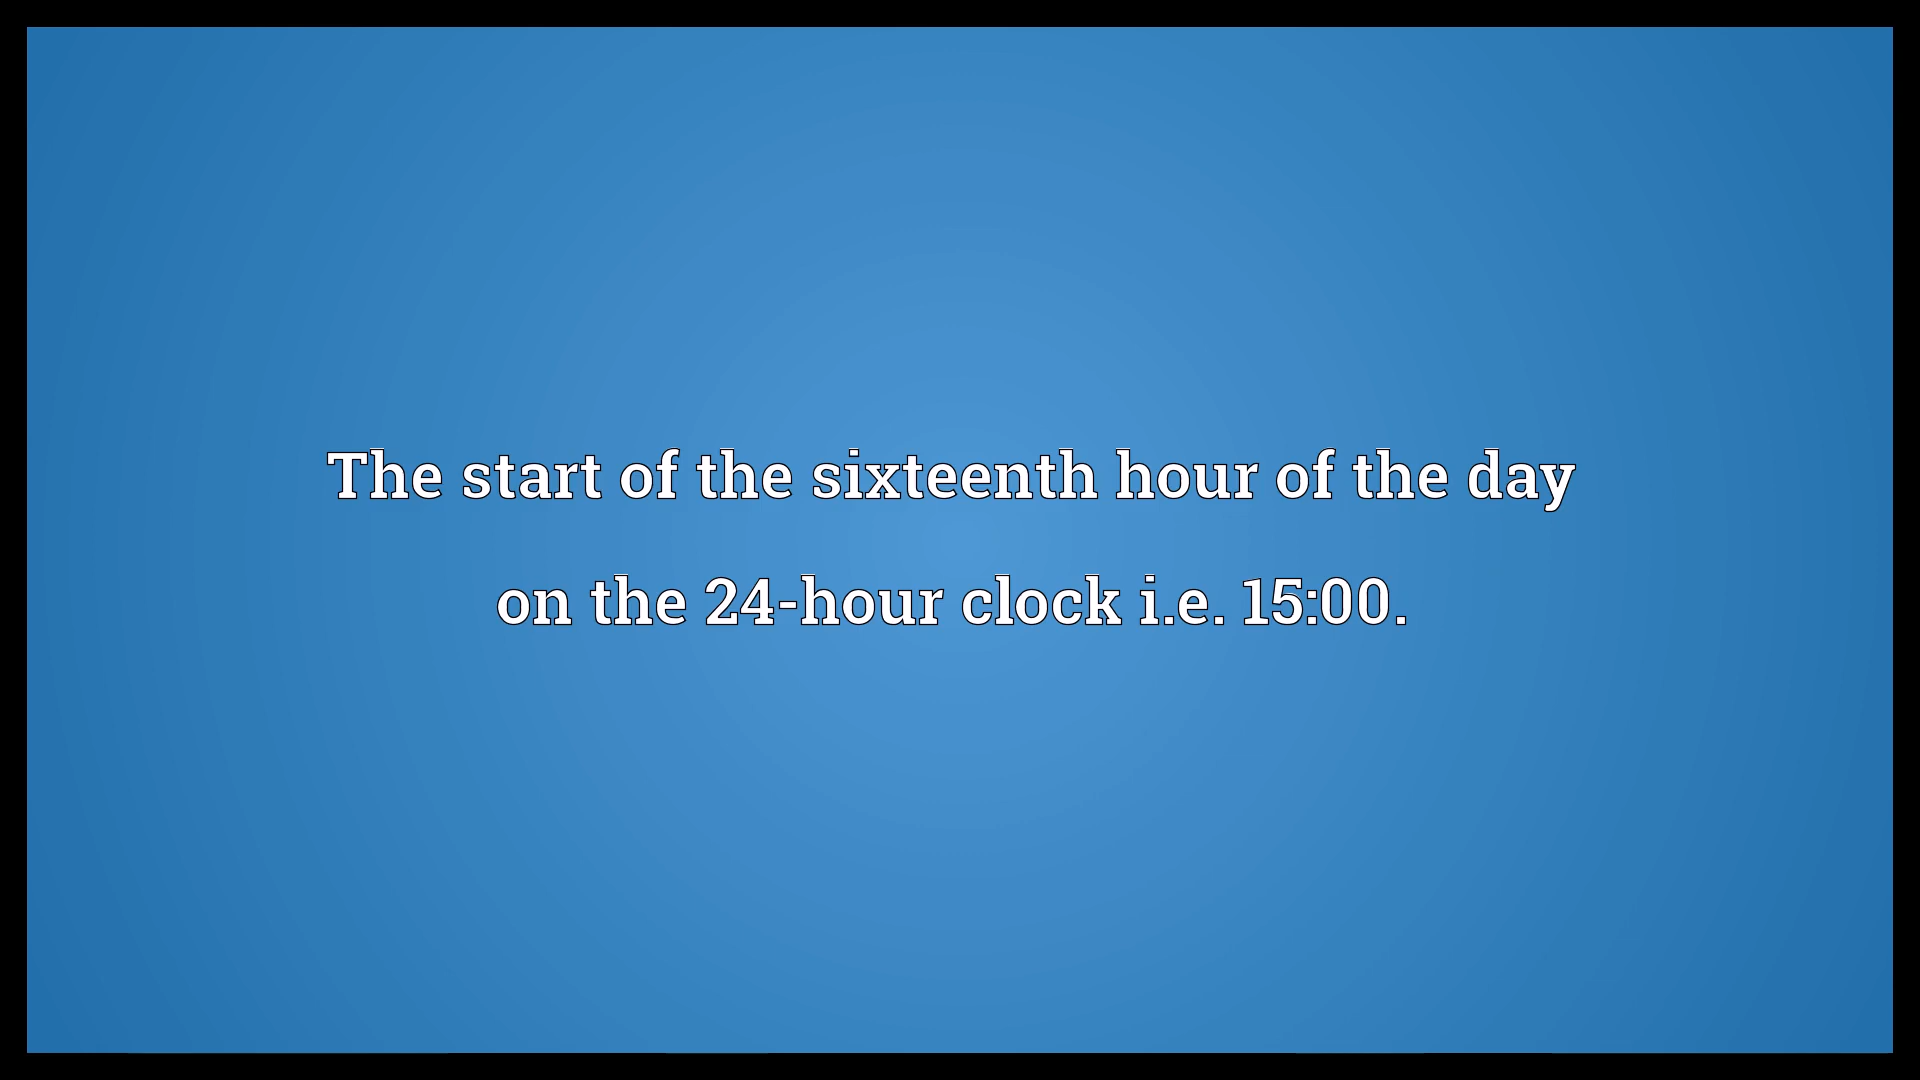 The start of the sixteenth hour of the day
on the 24-hour clock i.e. 15:00.